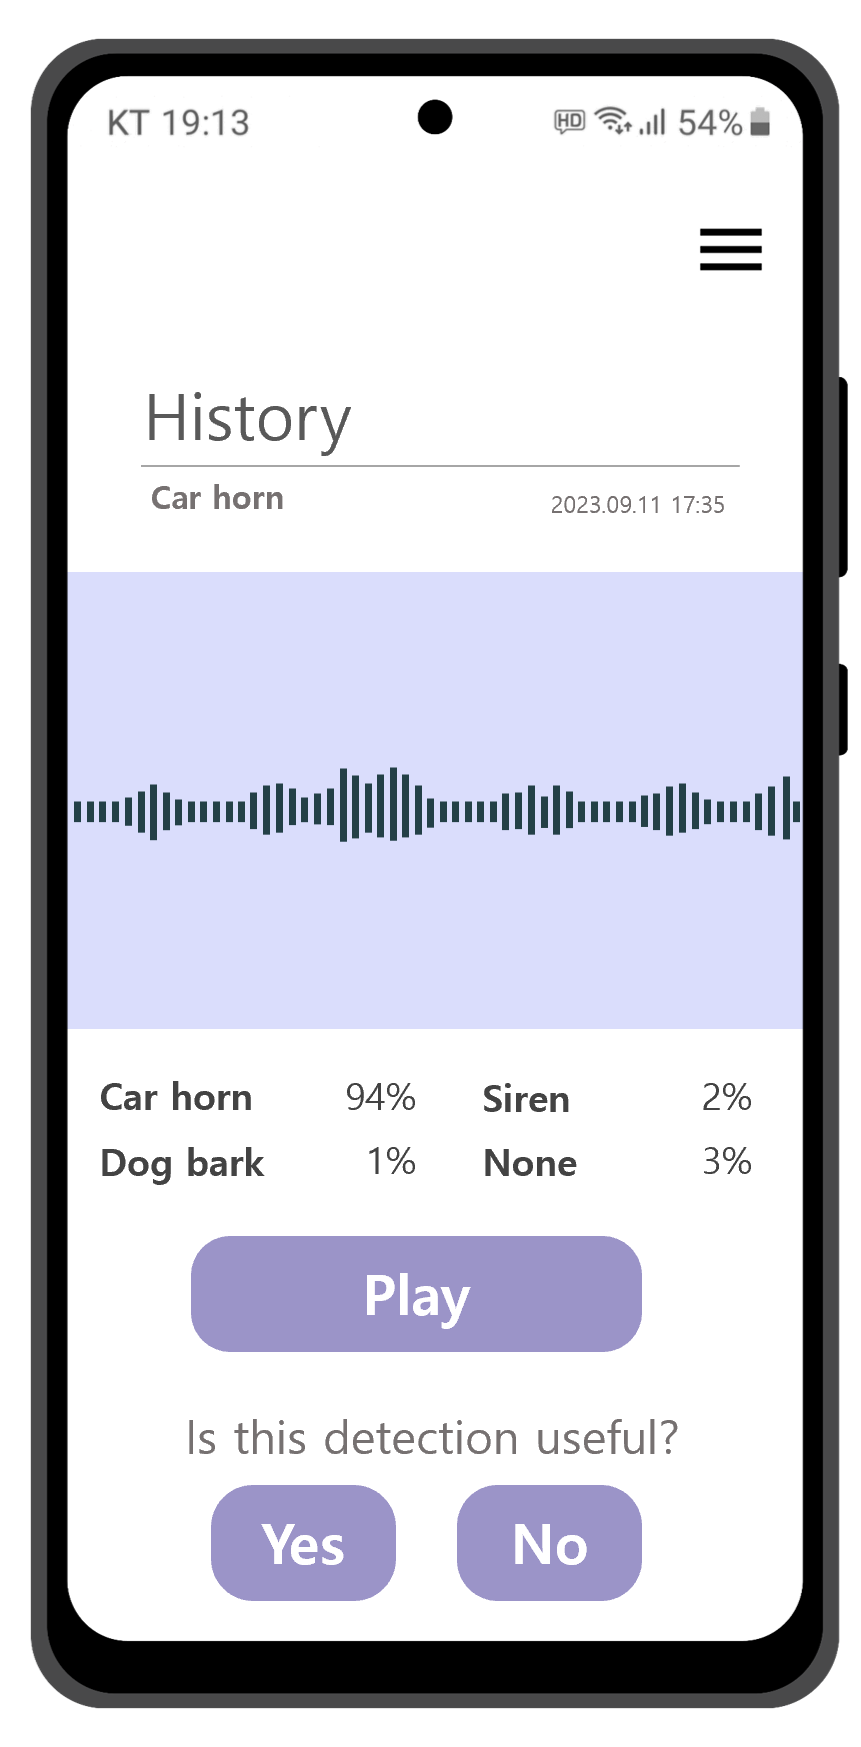 KT 19:13 HD 54%
History
Car horn 2023.09.11 17:35
Car horn 94% Siren 2%
Dog bark 1% None 3%
Play
Is this detection useful?
Yes No